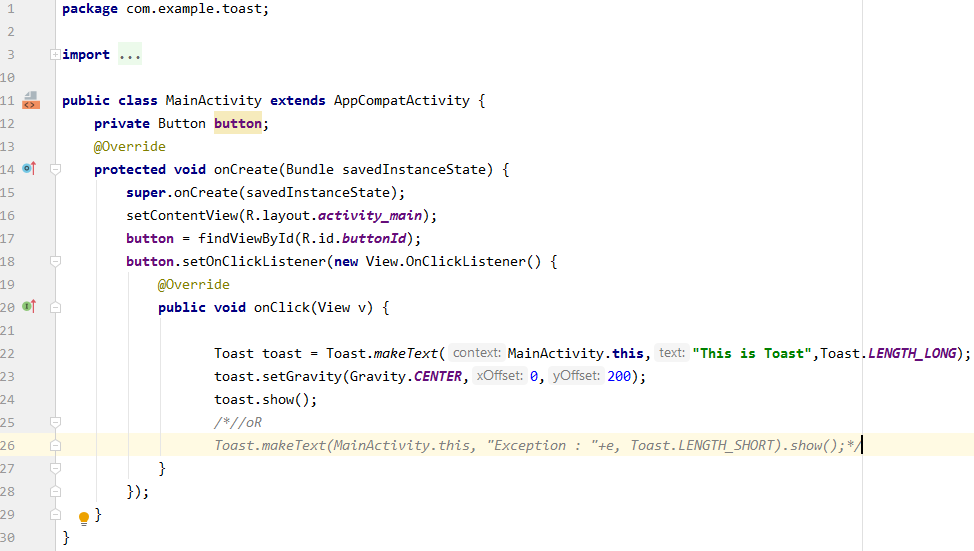 1 package com.example.toast;
2
3 import ...
10
11 public class MainActivity extends AppCompatActivity {
12 private Button button;
13 @Override
14 protected void onCreate(Bundle savedInstanceState) {
15 super.onCreate(savedInstanceState);
16 setContentView(R.layout.activity_main);
17 button = findViewById(R.id.buttonId);
18 button.setOnClickListener(new View.OnClickListener() {
19 @Override
20 public void onClick(View v) {
21
22 Toast toast = Toast.makeText( context: MainActivity.this, text: "This is Toast",Toast.LENGTH_LONG);
23 toast.setGravity(Gravity.CENTER, xOffset: 0, yOffset: 200);
24 toast.show();
25 /*//oR
26 Toast.makeText(MainActivity.this, "Exception : "+e, Toast.LENGTH_SHORT).show();*/
27 }
28 });
29 }
30 }